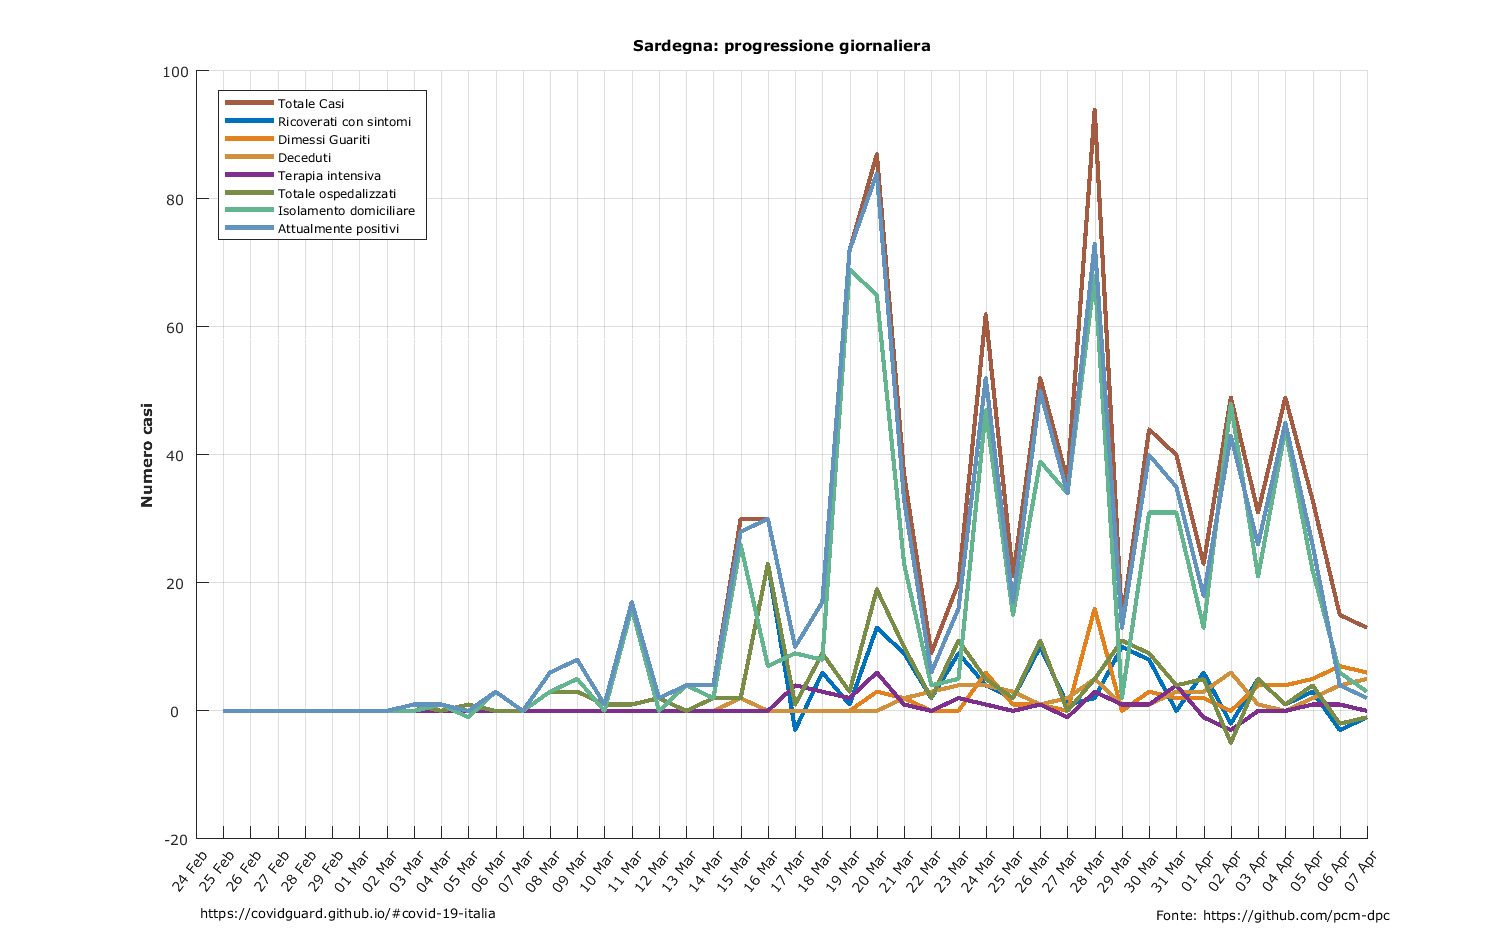 Sardegna: progressione giornaliera
100
80
60
40
20
0
-20
Numero casi
Totale Casi
Ricoverati con sintomi
Dimessi Guariti
Deceduti
Terapia intensiva
Totale ospedalizzati
Isolamento domiciliare
Attualmente positivi
24 Feb
25 Feb
26 Feb
27 Feb
28 Feb
29 Feb
01 Mar
02 Mar
03 Mar
04 Mar
05 Mar
06 Mar
07 Mar
08 Mar
09 Mar
10 Mar
11 Mar
12 Mar
13 Mar
14 Mar
15 Mar
16 Mar
17 Mar
18 Mar
19 Mar
20 Mar
21 Mar
22 Mar
23 Mar
24 Mar
25 Mar
26 Mar
27 Mar
28 Mar
29 Mar
30 Mar
31 Mar
01 Apr
02 Apr
03 Apr
04 Apr
05 Apr
06 Apr
07 Apr
https://covidguard.github.io/#covid-19-italia
Fonte: https://github.com/pcm-dpc